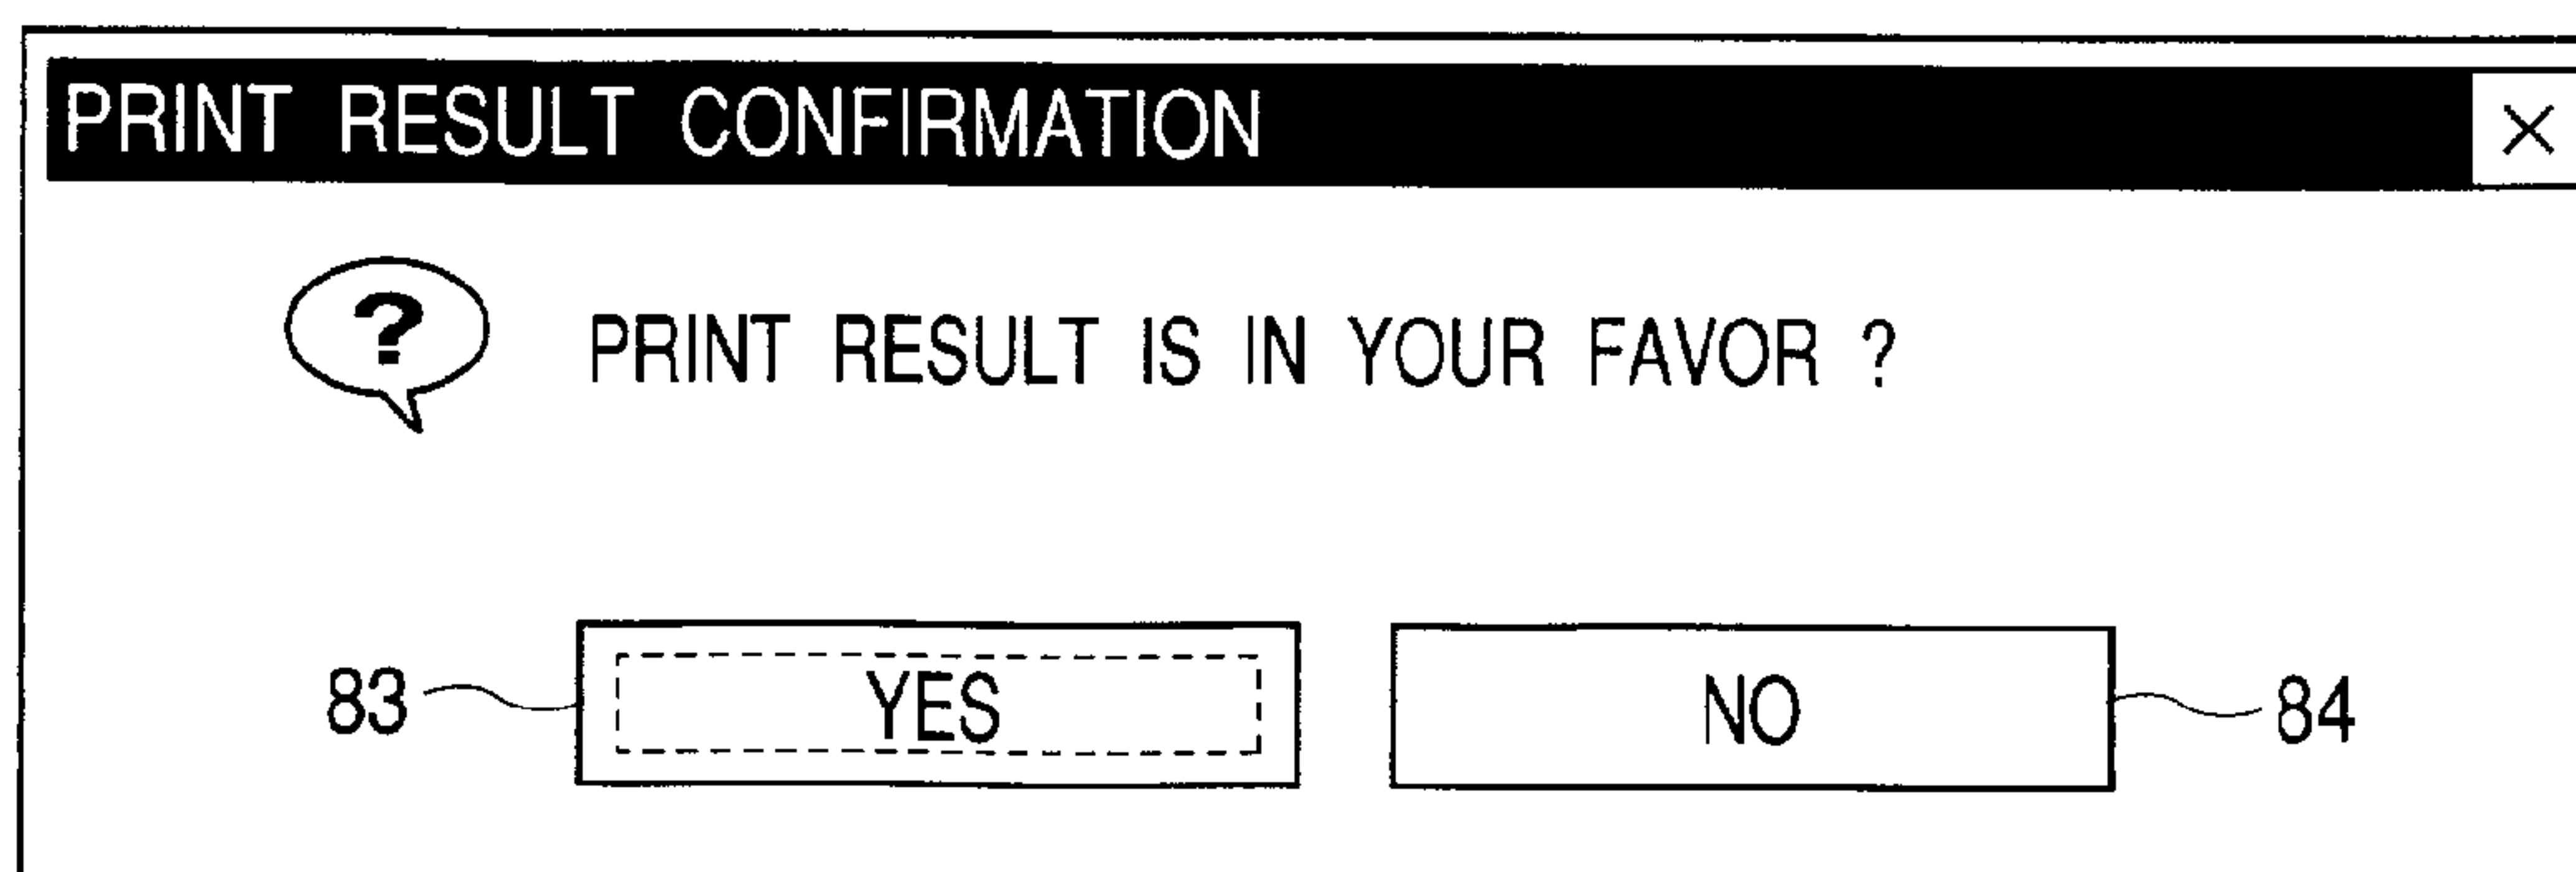 PRINT RESULT CONFIRMATION ×
? PRINT RESULT IS IN YOUR FAVOR ?
83 YES NO 84